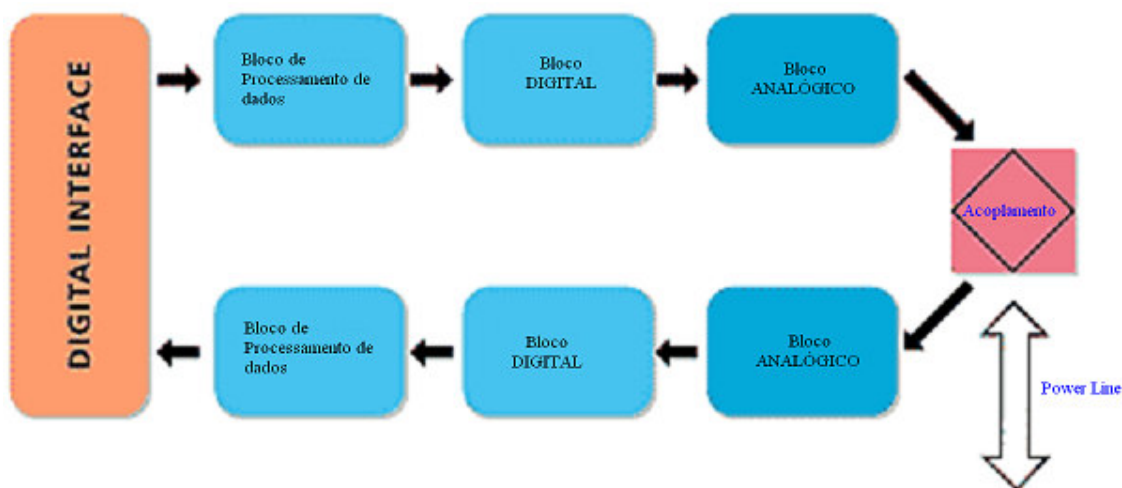 DIGITAL INTERFACE
Bloco de
Processamento de
dados
Bloco
DIGITAL
Bloco
ANALÓGICO
Acoplamento
Bloco de
Processamento de
dados
Bloco
DIGITAL
Bloco
ANALÓGICO
Power Line